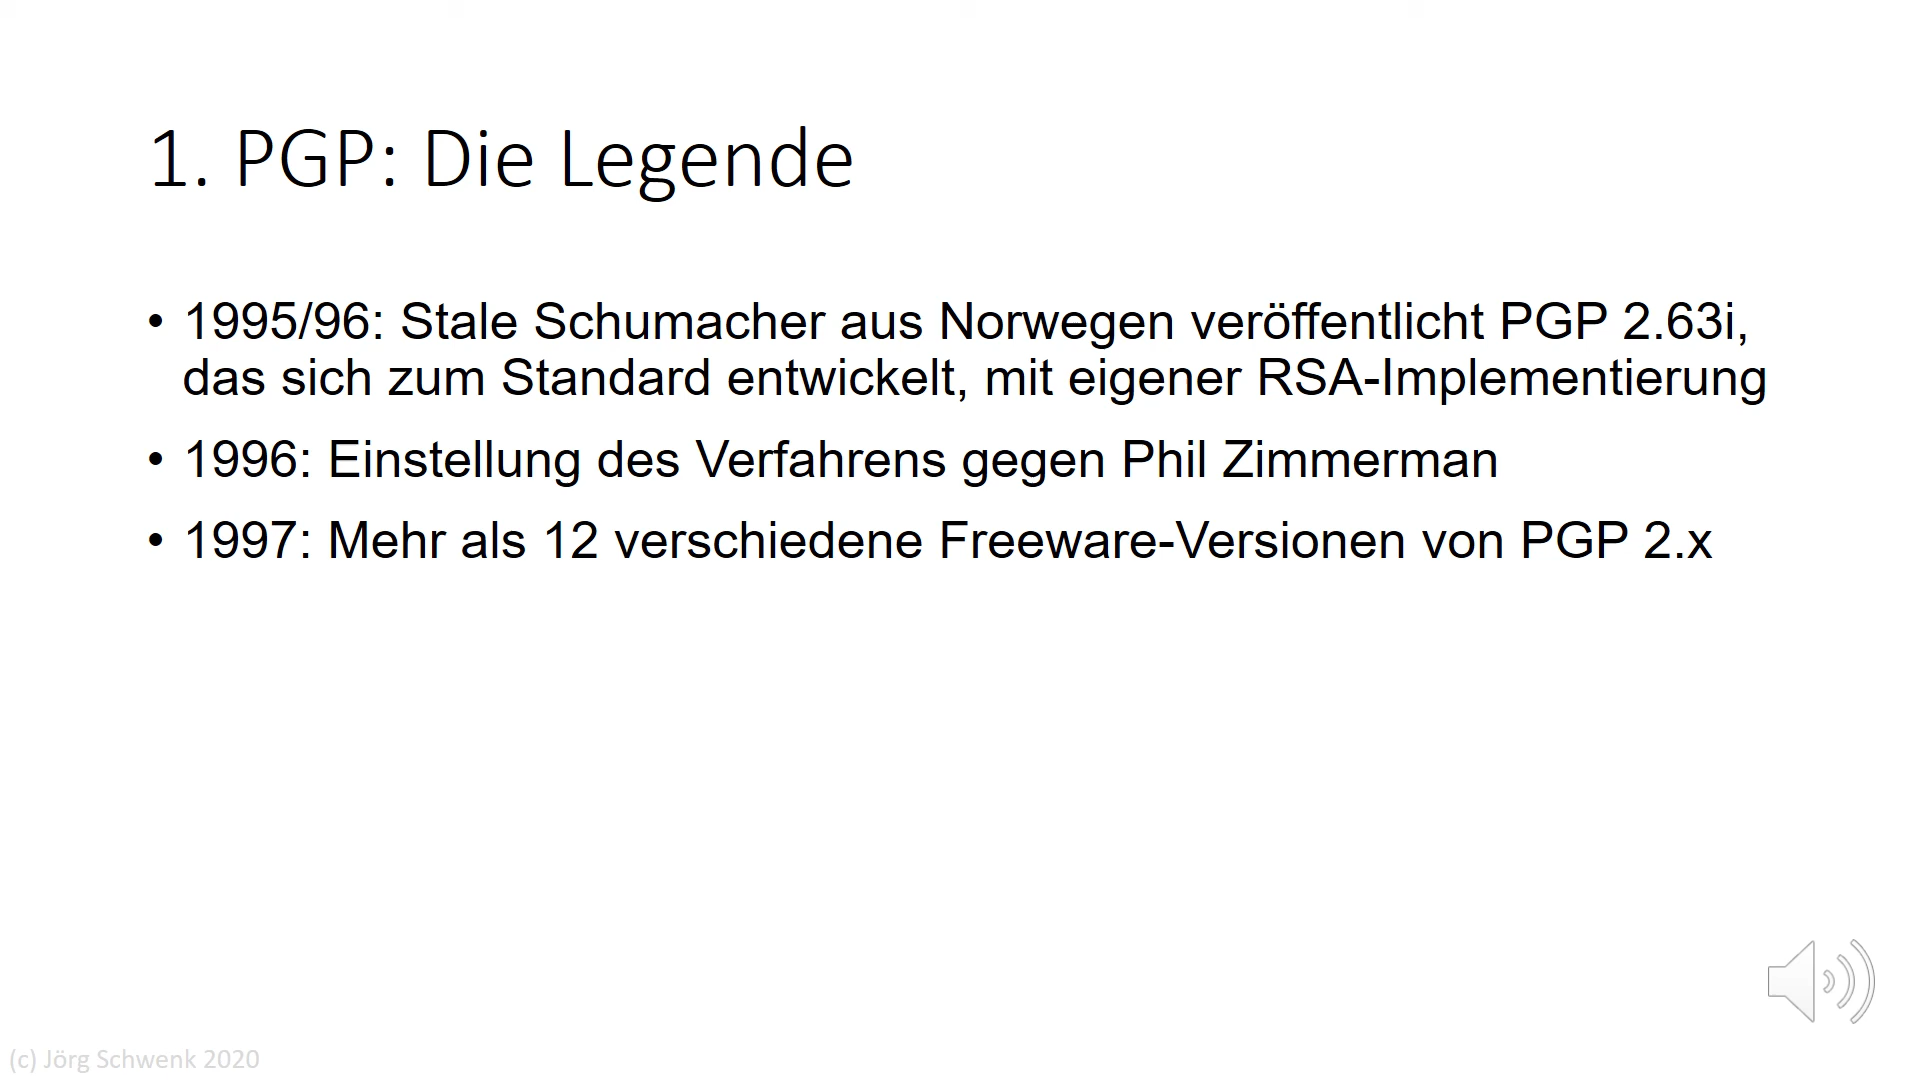 1. PGP: Die Legende
• 1995/96: Stale Schumacher aus Norwegen veröffentlicht PGP 2.63i,
das sich zum Standard entwickelt, mit eigener RSA-Implementierung
• 1996: Einstellung des Verfahrens gegen Phil Zimmerman
• 1997: Mehr als 12 verschiedene Freeware-Versionen von PGP 2.x
(c) Jörg Schwenk 2020